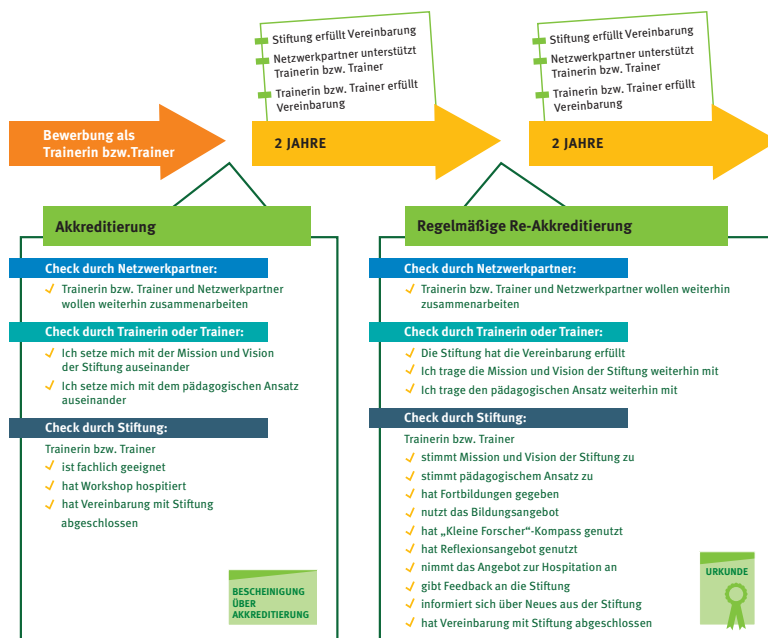 Stiftung erfüllt Vereinbarung
Netzwerkpartner unterstützt
Trainerin bzw. Trainer
Trainerin bzw. Trainer erfüllt
Vereinbarung
Stiftung erfüllt Vereinbarung
Netzwerkpartner unterstützt
Trainerin bzw. Trainer
Trainerin bzw. Trainer erfüllt
Vereinbarung
Bewerbung als
Trainerin bzw.Trainer
2 JAHRE
2 JAHRE
Akkreditierung
Check durch Netzwerkpartner:
Trainerin bzw. Trainer und Netzwerkpartner
wollen weiterhin zusammenarbeiten
Check durch Trainerin oder Trainer:
Ich setze mich mit der Mission und Vision
der Stiftung auseinander
Ich setze mich mit dem pädagogischen Ansatz
auseinander
Check durch Stiftung:
Trainerin bzw. Trainer
ist fachlich geeignet
hat Workshop hospitiert
hat Vereinbarung mit Stiftung
abgeschlossen
BESCHEINIGUNG
ÜBER
AKKREDITIERUNG
Regelmäßige Re-Akkreditierung
Check durch Netzwerkpartner:
Trainerin bzw. Trainer und Netzwerkpartner wollen weiterhin
zusammenarbeiten
Check durch Trainerin oder Trainer:
Die Stiftung hat die Vereinbarung erfüllt
Ich trage die Mission und Vision der Stiftung weiterhin mit
Ich trage den pädagogischen Ansatz weiterhin mit
Check durch Stiftung:
Trainerin bzw. Trainer
stimmt Mission und Vision der Stiftung zu
stimmt pädagogischem Ansatz zu
hat Fortbildungen gegeben
nutzt das Bildungsangebot
hat „Kleine Forscher“-Kompass genutzt
hat Reflexionsangebot genutzt
nimmt das Angebot zur Hospitation an
gibt Feedback an die Stiftung
informiert sich über Neues aus der Stiftung
hat Vereinbarung mit Stiftung abgeschlossen
URKUNDE